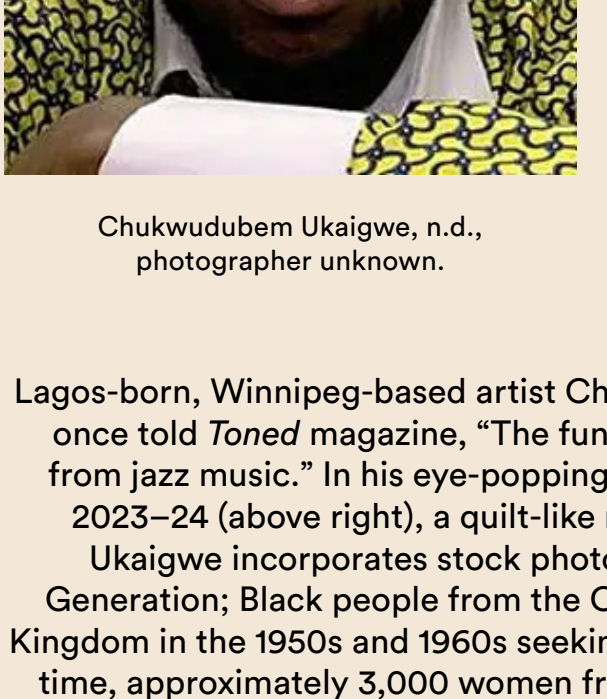 Chukwudubem Ukaigwe, n.d.,
photographer unknown.
Lagos-born, Winnipeg-based artist Ch
once told Toned magazine, “The fun
from jazz music.” In his eye-popping
2023–24 (above right), a quilt-like
Ukaigwe incorporates stock photo
Generation; Black people from the
Kingdom in the 1950s and 1960s seekin
time, approximately 3,000 women fr